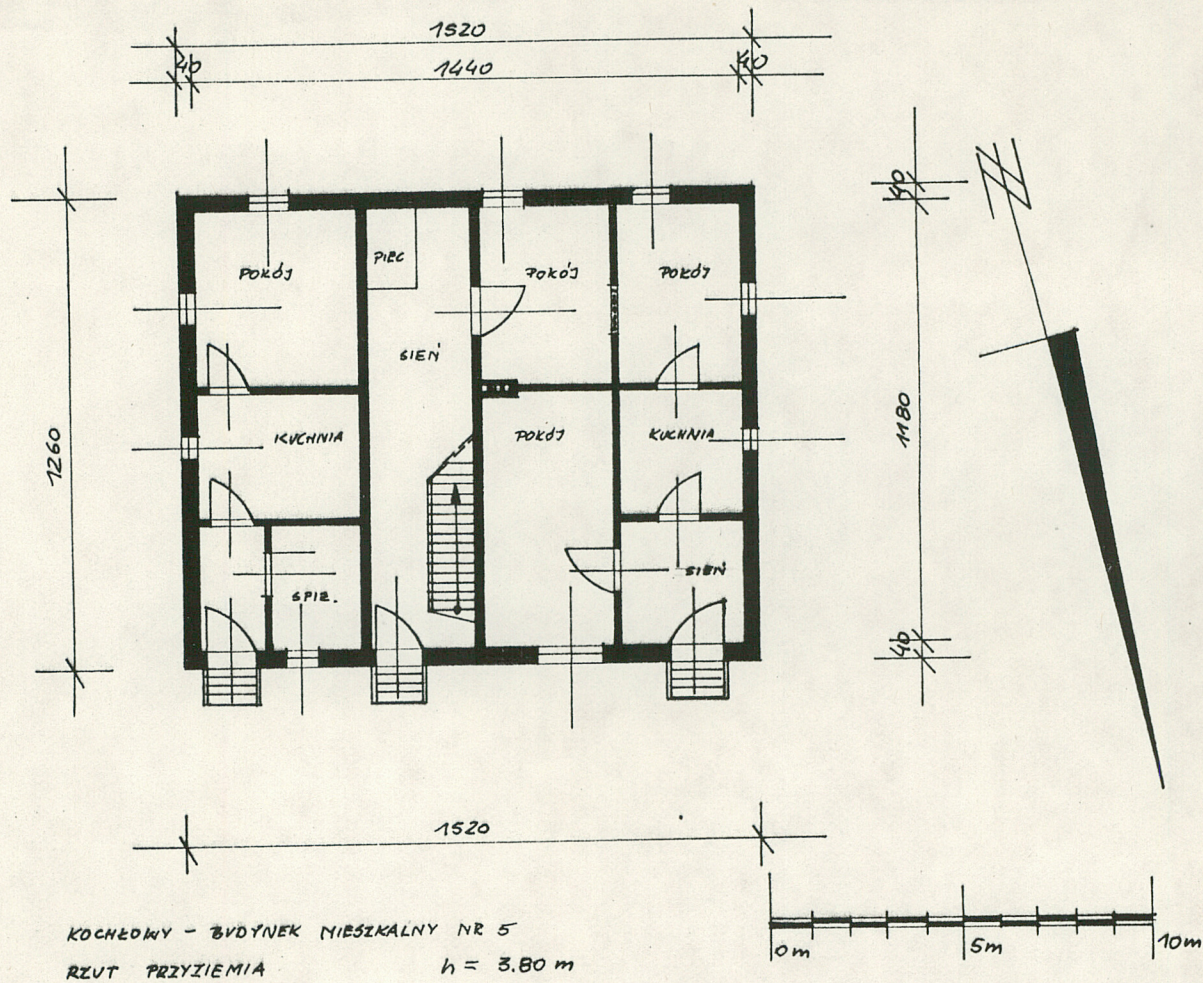 1520
40 1440 40
40
PIEC
POKÓJ POKÓJ POKÓJ
SIEŃ
1260
KUCHNIA POKÓJ KUCHNIA
1180
SPIŻ.
SIEŃ
40
1520
0m 5m 10m
KOCHŁOWY - BUDYNEK MIESZKALNY NR 5
RZUT PRZYZIEMIA h = 3.80 m